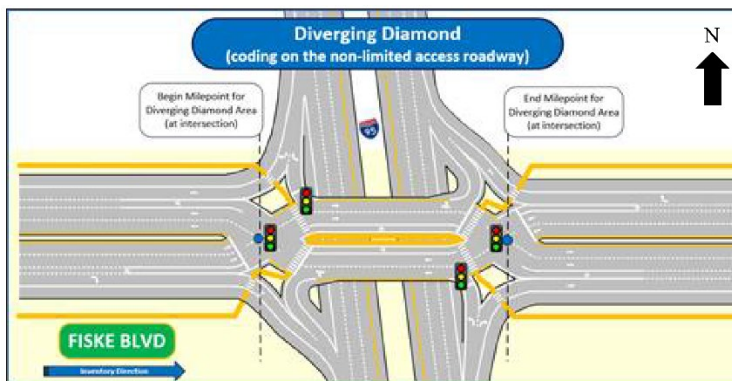 Diverging Diamond
(coding on the non-limited access roadway)
N
Begin Milepoint for
Diverging Diamond Area
(at intersection)
End Milepoint for
Diverging Diamond Area
(at intersection)
95
FISKE BLVD
Inventory Direction